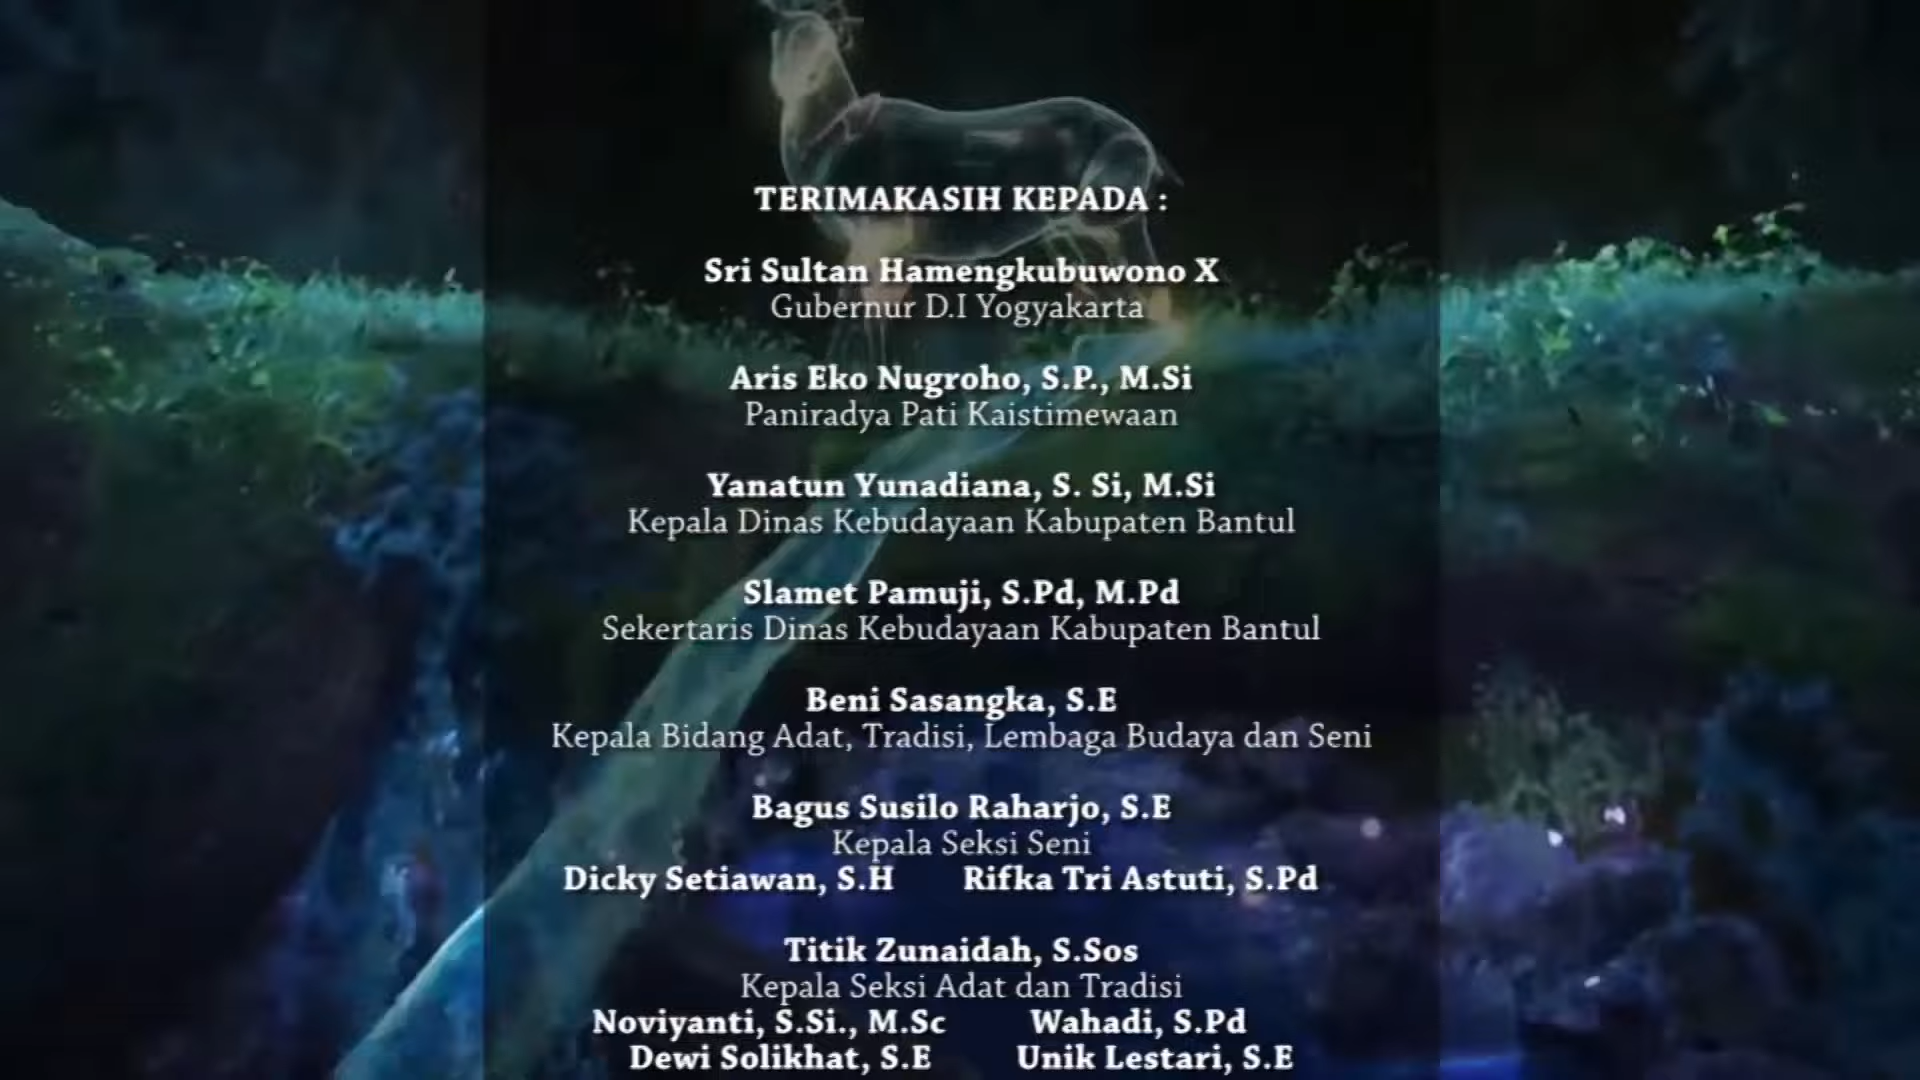 TERIMAKASIH KEPADA :
Sri Sultan Hamengkubuwono X
Gubernur D.I Yogyakarta
Aris Eko Nugroho, S.P., M.Si
Paniradya Pati Kaistimewaan
Yanatun Yunadiana, S. Si, M.Si
Kepala Dinas Kebudayaan Kabupaten Bantul
Slamet Pamuji, S.Pd, M.Pd
Sekertaris Dinas Kebudayaan Kabupaten Bantul
Beni Sasangka, S.E
Kepala Bidang Adat, Tradisi, Lembaga Budaya dan Seni
Bagus Susilo Raharjo, S.E
Kepala Seksi Seni
Dicky Setiawan, S.H Rifka Tri Astuti, S.Pd
Titik Zunaidah, S.Sos
Kepala Seksi Adat dan Tradisi
Noviyanti, S.Si., M.Sc Wahadi, S.Pd
Dewi Solikhat, S.E Unik Lestari, S.E